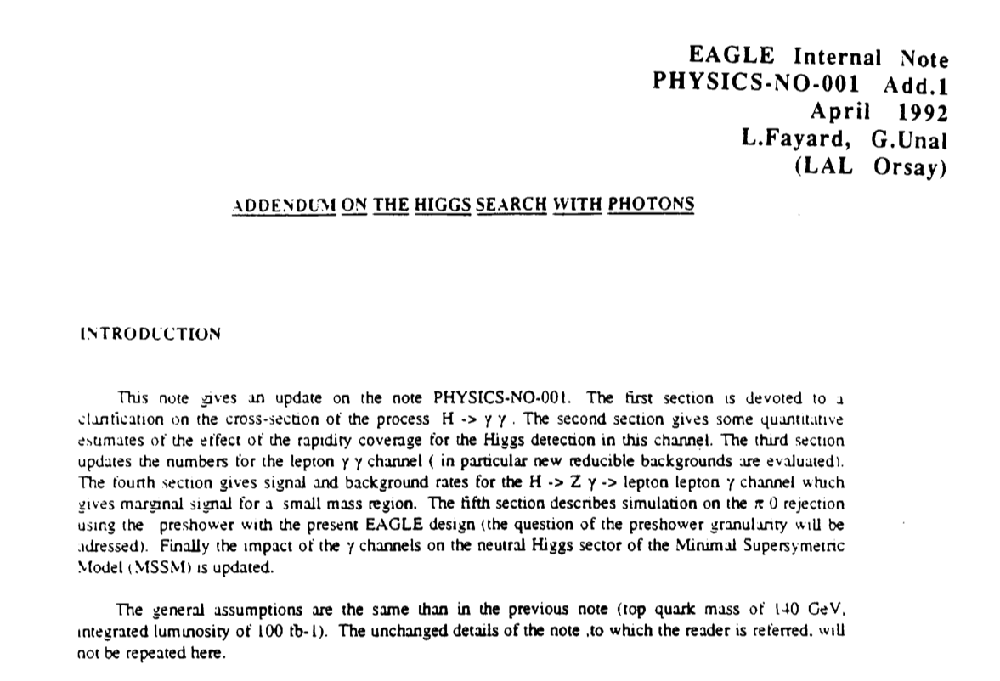 EAGLE Internal Note
PHYSICS-NO-001 Add.1
April 1992
L.Fayard, G.Unal
(LAL Orsay)
ADDENDUM ON THE HIGGS SEARCH WITH PHOTONS
INTRODUCTION
This note gives an update on the note PHYSICS-NO-001. The first section is devoted to a
clarification on the cross-section of the process H -> γ γ . The second section gives some quantitative
estimates of the effect of the rapidity coverage for the Higgs detection in this channel. The third section
updates the numbers for the lepton γ γ channel ( in particular new reducible backgrounds are evaluated).
The fourth section gives signal and background rates for the H -> Z γ -> lepton lepton γ channel which
gives marginal signal for a small mass region. The fifth section describes simulation on the π 0 rejection
using the preshower with the present EAGLE design (the question of the preshower granularity will be
adressed). Finally the impact of the γ channels on the neutral Higgs sector of the Minimal Supersymetric
Model (MSSM) is updated.
The general assumptions are the same than in the previous note (top quark mass of 140 GeV,
integrated luminosity of 100 fb-1). The unchanged details of the note ,to which the reader is referred, will
not be repeated here.